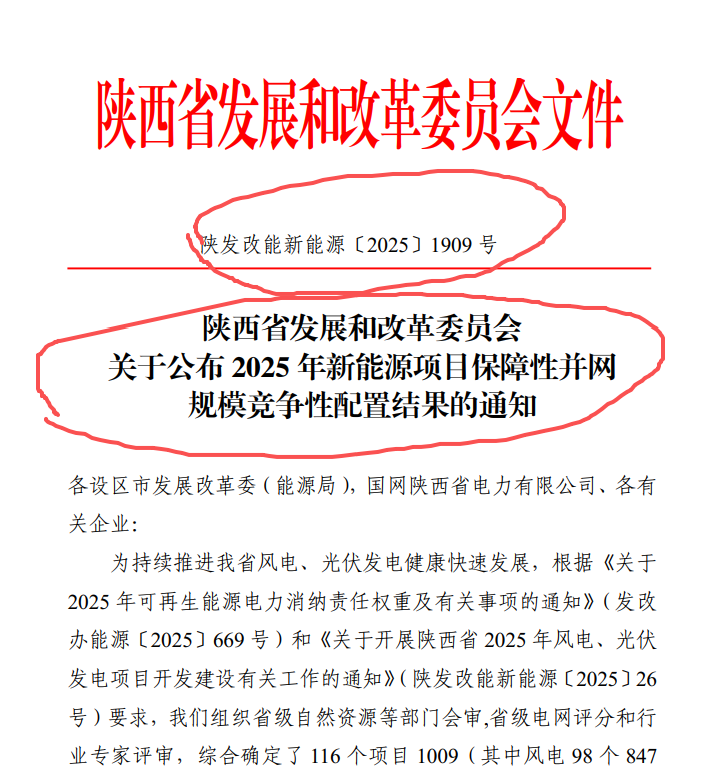 陕西省发展和改革委员会文件
陕发改能新能源〔2025〕1909 号
陕西省发展和改革委员会
关于公布 2025 年新能源项目保障性并网
规模竞争性配置结果的通知
各设区市发展改革委（能源局），国网陕西省电力有限公司、各有
关企业：
为持续推进我省风电、光伏发电健康快速发展，根据《关于
2025 年可再生能源电力消纳责任权重及有关事项的通知》（发改
办能源〔2025〕669 号）和《关于开展陕西省 2025 年风电、光伏
发电项目开发建设有关工作的通知》（陕发改能新能源〔2025〕26
号）要求，我们组织省级自然资源等部门会审,省级电网评分和行
业专家评审，综合确定了 116 个项目 1009（其中风电 98 个 847